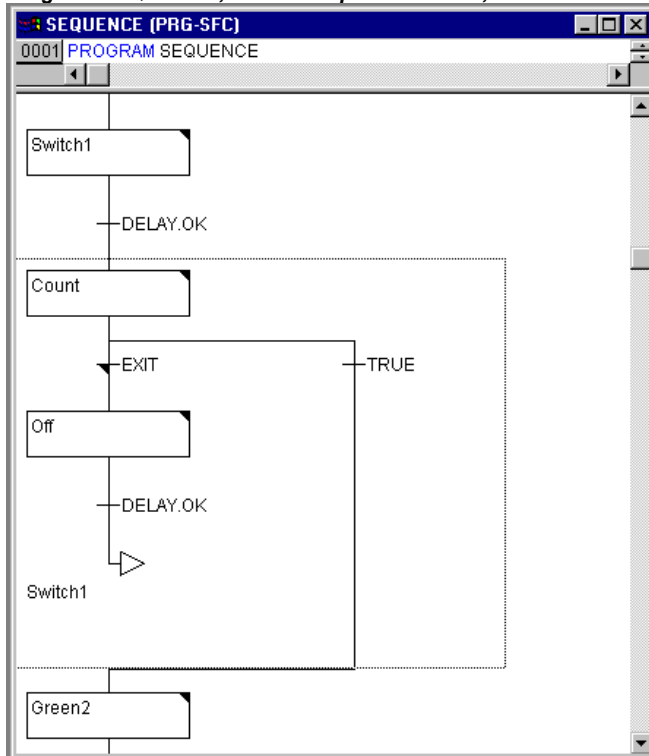 SEQUENCE (PRG-SFC)
0001 PROGRAM SEQUENCE
Switch1
DELAY.OK
Count
EXIT TRUE
Off
DELAY.OK
Switch1
Green2